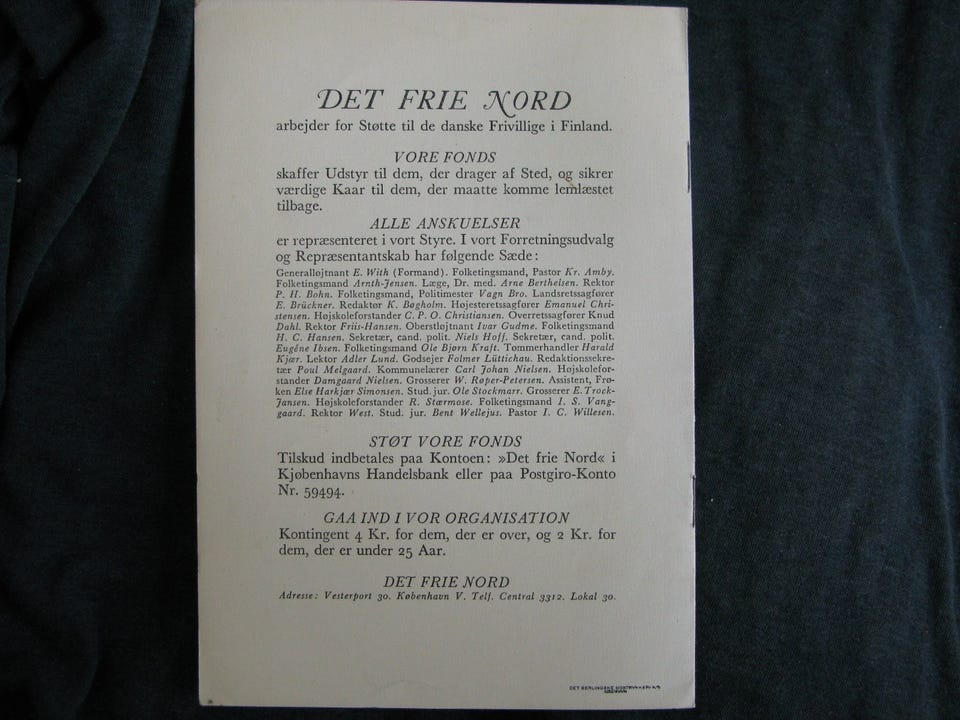 DET FRIE NORD
arbejder for Støtte til de danske Frivillige i Finland.
VORE FONDS
skaffer Udstyr til dem, der drager af Sted, og sikrer
værdige Kaar til dem, der maatte komme lemlæstet
tilbage.
ALLE ANSKUELSER
er repræsenteret i vort Styre. I vort Forretningsudvalg
og Repræsentantskab har følgende Sæde:
Generalløjtnant E. With (Formand). Folketingsmand, Pastor Kr. Amby.
Folketingsmand Arnth-Jensen. Læge, Dr. med. Arne Berthelsen. Rektor
P. H. Bohn. Folketingsmand, Politimester Vagn Bro. Landsretssagfører
E. Brückner. Redaktør K. Bøgholm. Højesteretssagfører Emanuel Chri-
stensen. Højskoleforstander C. P. O. Christiansen. Overretssagfører Knud
Dahl. Rektor Friis-Hansen. Oberstløjtnant Ivar Gudme. Folketingsmand
H. C. Hansen. Sekretær, cand. polit. Niels Hoff. Sekretær, cand. polit.
Eugéne Ibsen. Folketingsmand Ole Bjørn Kraft. Tømmerhandler Harald
Kjær. Lektor Adler Lund. Godsejer Folmer Lüttichau. Redaktionssekre-
tær Poul Melgaard. Kommunelærer Carl Johan Nielsen. Højskolefor-
stander Damgaard Nielsen. Grosserer W. Røper-Petersen. Assistent, Frø-
ken Else Harkjær Simonsen. Stud. jur. Ole Stockmarr. Grosserer E. Trock-
Jansen. Højskoleforstander R. Stærmose. Folketingsmand I. S. Vang-
gaard. Rektor West. Stud. jur. Bent Wellejus. Pastor I. C. Willesen.
STØT VORE FONDS
Tilskud indbetales paa Kontoen: »Det frie Nord« i
Kjøbenhavns Handelsbank eller paa Postgiro-Konto
Nr. 59494.
GAA IND I VOR ORGANISATION
Kontingent 4 Kr. for dem, der er over, og 2 Kr. for
dem, der er under 25 Aar.
DET FRIE NORD
Adresse: Vesterport 30. København V. Telf. Central 3312. Lokal 30.
DET BERLINGSKE